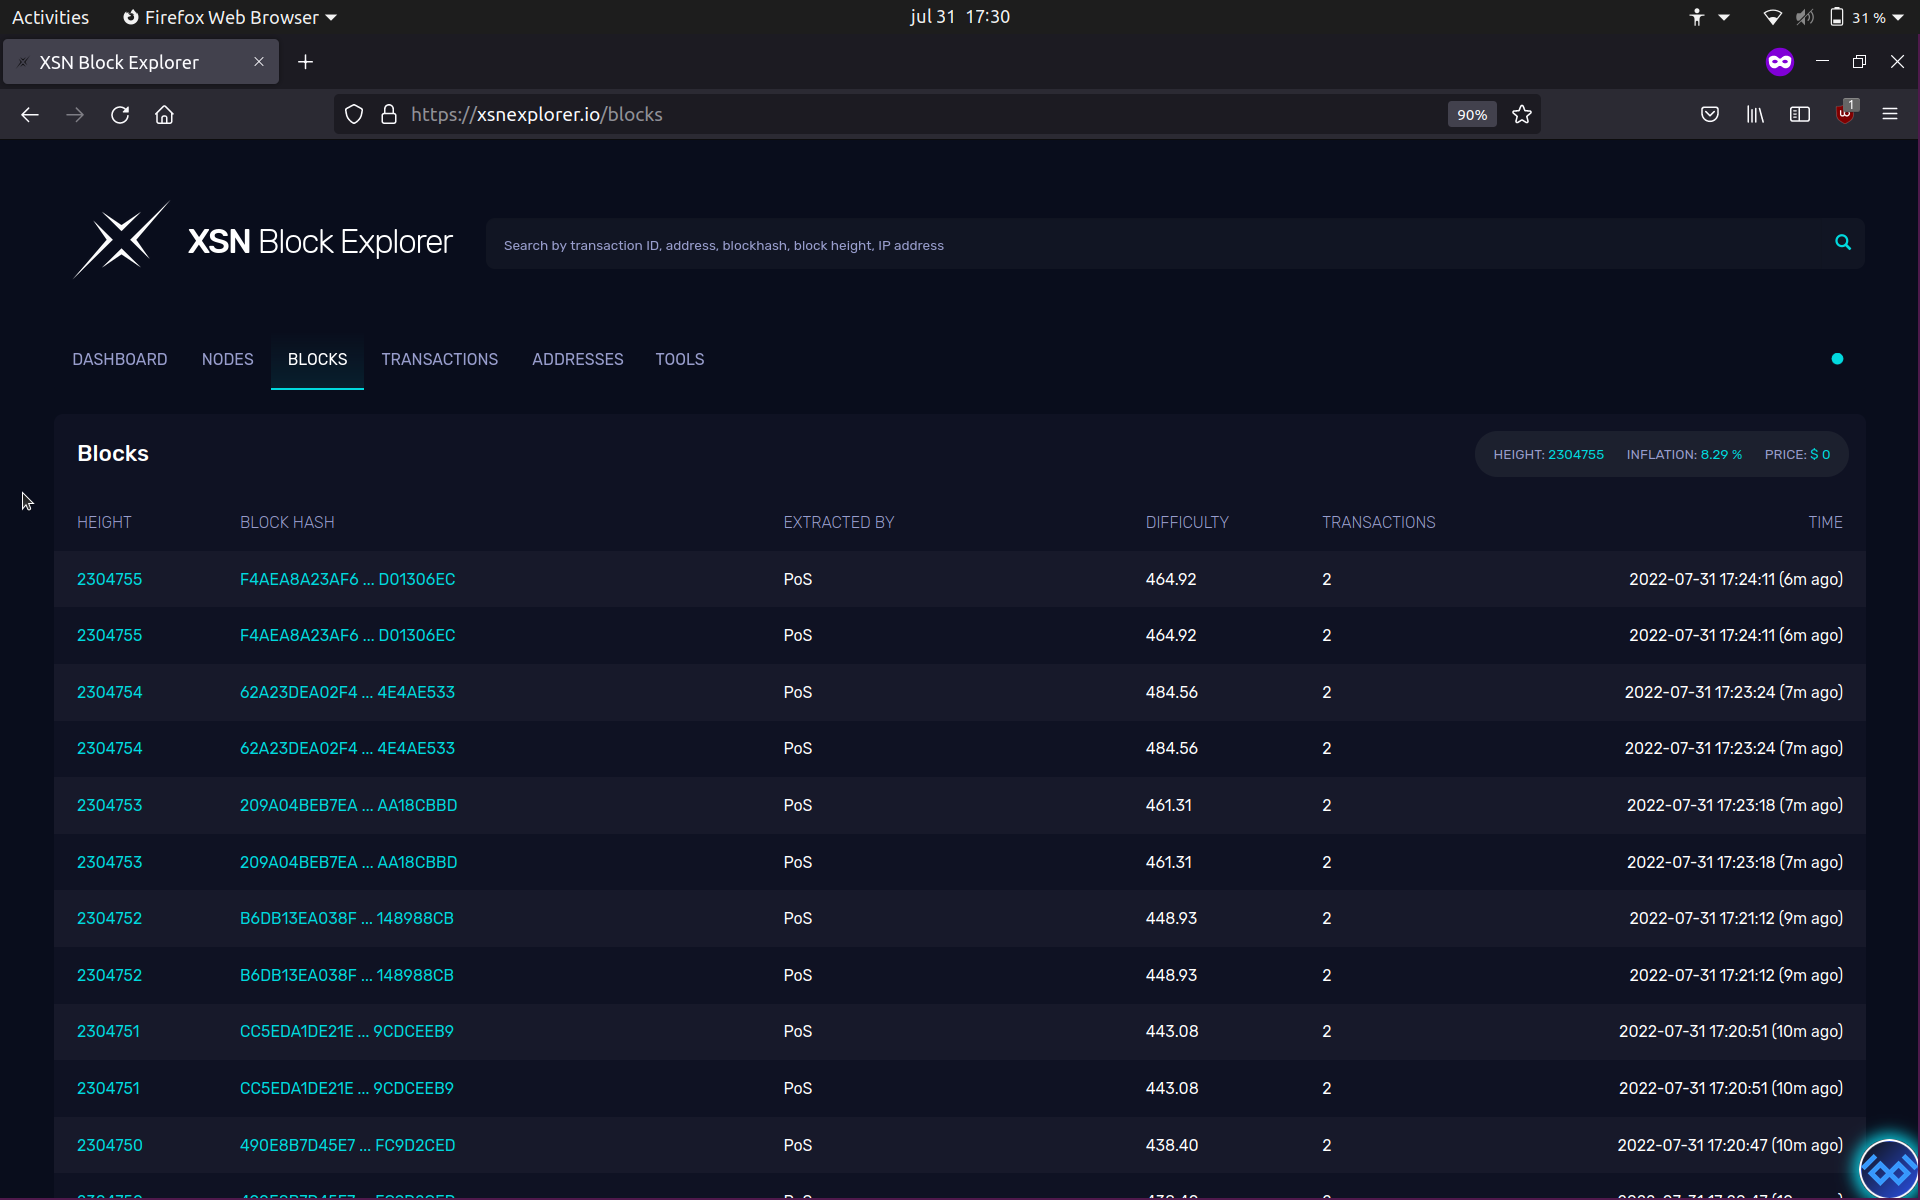 Activities Firefox Web Browser jul 31 17:30 31 %
XSN Block Explorer
https://xsnexplorer.io/blocks 90% 1
XSN Block Explorer Search by transaction ID, address, blockhash, block height, IP address
DASHBOARD NODES BLOCKS TRANSACTIONS ADDRESSES TOOLS
Blocks HEIGHT: 2304755 INFLATION: 8.29 % PRICE: $ 0
HEIGHT BLOCK HASH EXTRACTED BY DIFFICULTY TRANSACTIONS TIME
2304755 F4AEA8A23AF6 ... D01306EC PoS 464.92 2 2022-07-31 17:24:11 (6m ago)
2304755 F4AEA8A23AF6 ... D01306EC PoS 464.92 2 2022-07-31 17:24:11 (6m ago)
2304754 62A23DEA02F4 ... 4E4AE533 PoS 484.56 2 2022-07-31 17:23:24 (7m ago)
2304754 62A23DEA02F4 ... 4E4AE533 PoS 484.56 2 2022-07-31 17:23:24 (7m ago)
2304753 209A04BEB7EA ... AA18CBBD PoS 461.31 2 2022-07-31 17:23:18 (7m ago)
2304753 209A04BEB7EA ... AA18CBBD PoS 461.31 2 2022-07-31 17:23:18 (7m ago)
2304752 B6DB13EA038F ... 148988CB PoS 448.93 2 2022-07-31 17:21:12 (9m ago)
2304752 B6DB13EA038F ... 148988CB PoS 448.93 2 2022-07-31 17:21:12 (9m ago)
2304751 CC5EDA1DE21E ... 9CDCEEB9 PoS 443.08 2 2022-07-31 17:20:51 (10m ago)
2304751 CC5EDA1DE21E ... 9CDCEEB9 PoS 443.08 2 2022-07-31 17:20:51 (10m ago)
2304750 490E8B7D45E7 ... FC9D2CED PoS 438.40 2 2022-07-31 17:20:47 (10m ago)